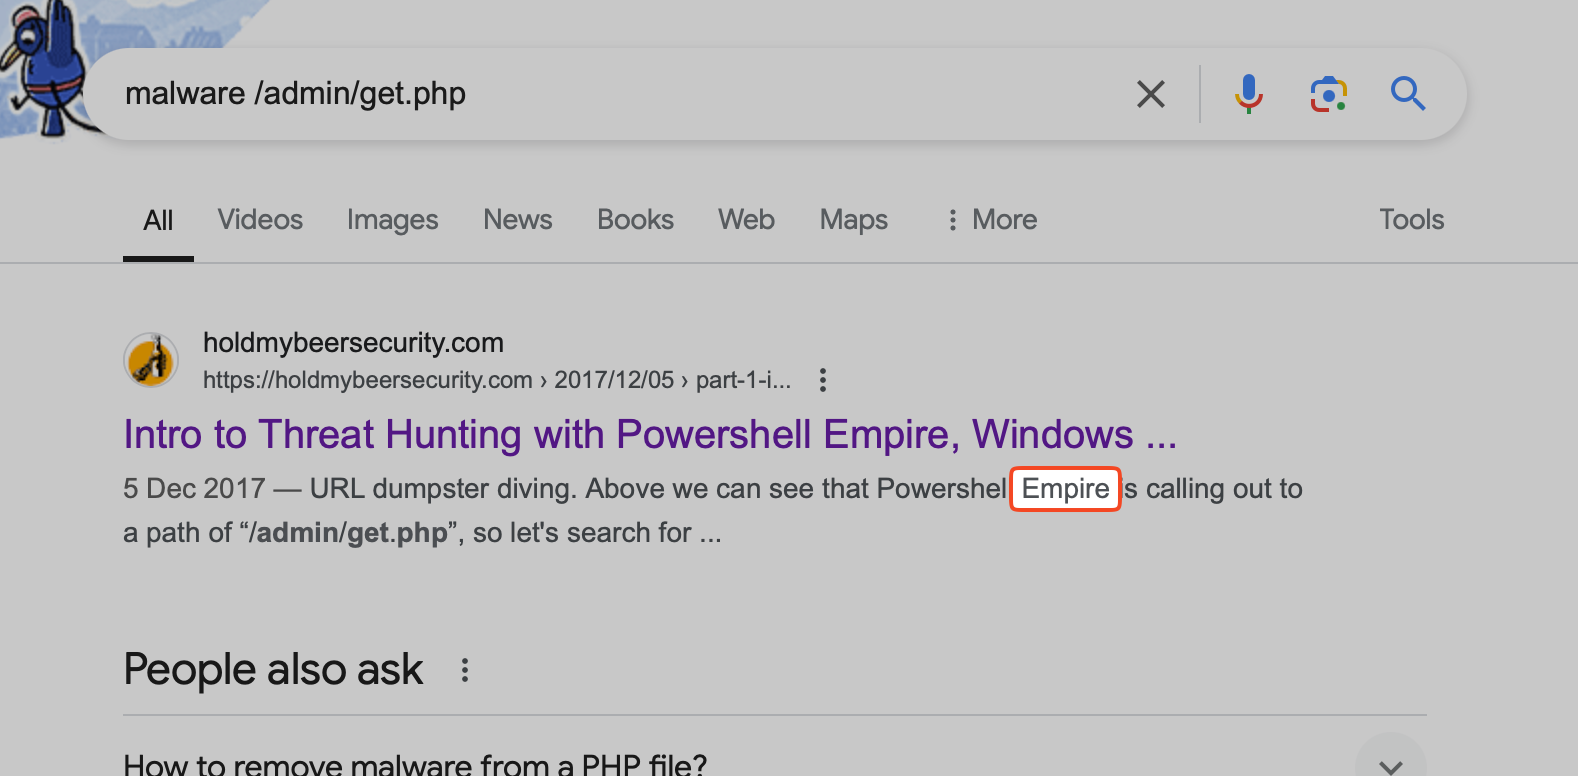 malware /admin/get.php
All Videos Images News Books Web Maps More Tools
holdmybeersecurity.com
https://holdmybeersecurity.com › 2017/12/05 › part-1-i...
Intro to Threat Hunting with Powershell Empire, Windows ...
5 Dec 2017 — URL dumpster diving. Above we can see that Powershell Empire is calling out to
a path of “/admin/get.php”, so let's search for ...
People also ask
How to remove malware from a PHP file?